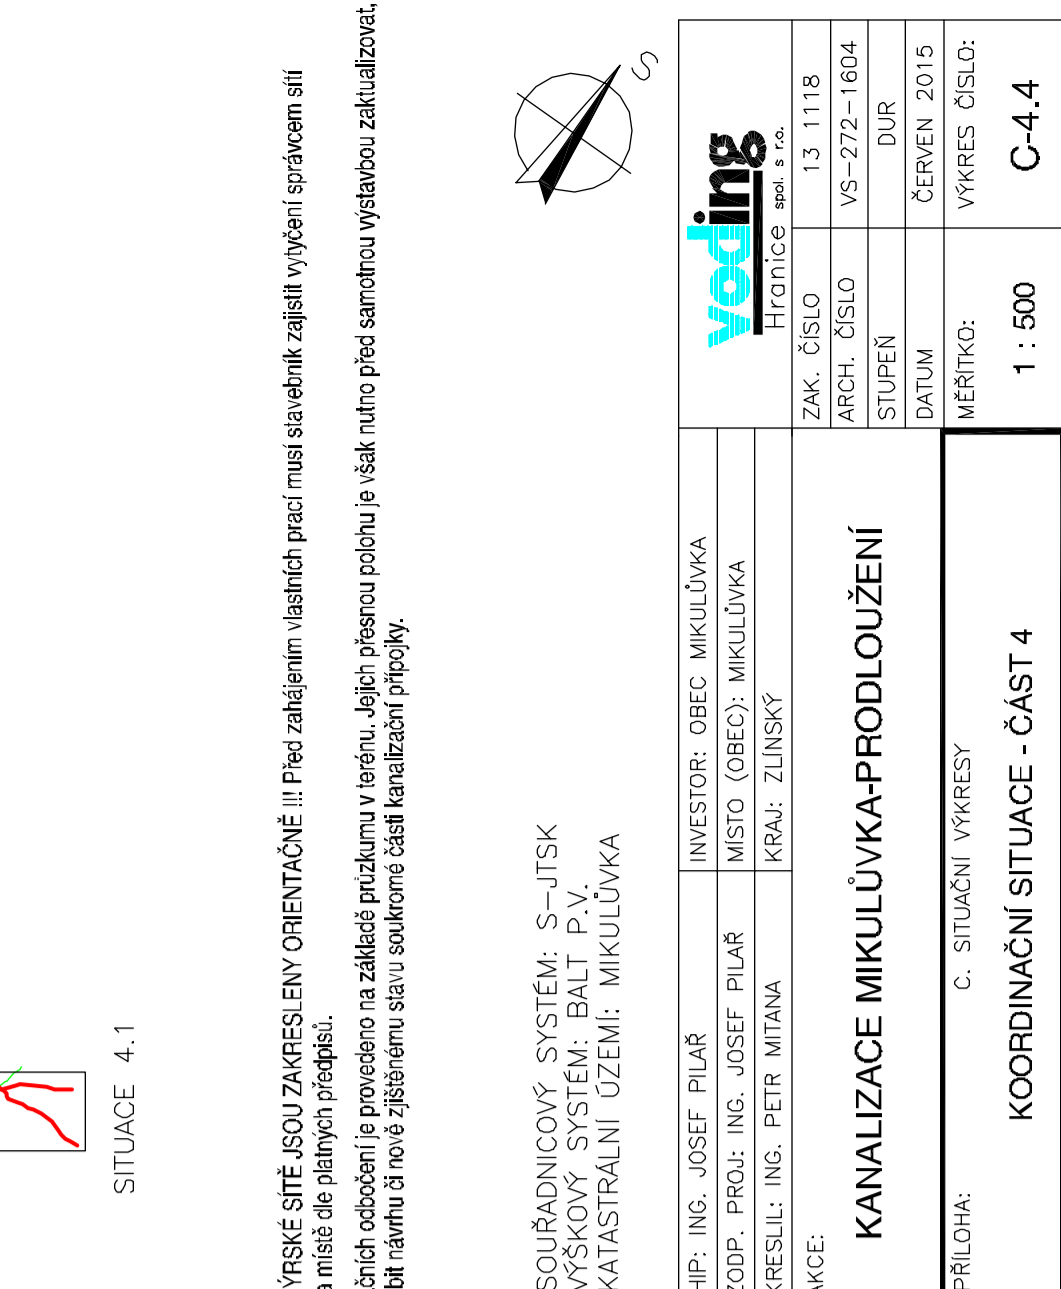 SITUACE 4.1
ÝRSKÉ SÍTĚ JSOU ZAKRESLENY ORIENTAČNĚ !!! Před zahájením vlastních prací musí stavebník zajistit vytyčení správcem sítí
a místě dle platných předpisů.
čních odbočení je provedeno na základě průzkumu v terénu. Jejich přesnou polohu je však nutno před samotnou výstavbou zaktualizovat,
bit návrhu či nově zjištěnému stavu soukromé části kanalizační přípojky.
S
SOUŘADNICOVÝ SYSTÉM: S-JTSK
VÝŠKOVÝ SYSTÉM: BALT P.V.
KATASTRÁLNÍ ÚZEMÍ: MIKULŮVKA
HIP: ING. JOSEF PILAŘ
ZODP. PROJ: ING. JOSEF PILAŘ
KRESLIL: ING. PETR MITANA
INVESTOR: OBEC MIKULŮVKA
MÍSTO (OBEC): MIKULŮVKA
KRAJ: ZLÍNSKÝ
voding
Hranice spol. s r.o.
AKCE:
KANALIZACE MIKULŮVKA-PRODLOUŽENÍ
ZAK. ČÍSLO 13 1118
ARCH. ČÍSLO VS-272-1604
STUPEŇ DUR
DATUM ČERVEN 2015
PŘÍLOHA: C. SITUAČNÍ VÝKRESY
KOORDINAČNÍ SITUACE - ČÁST 4
MĚŘÍTKO:
1 : 500
VÝKRES ČÍSLO:
C-4.4